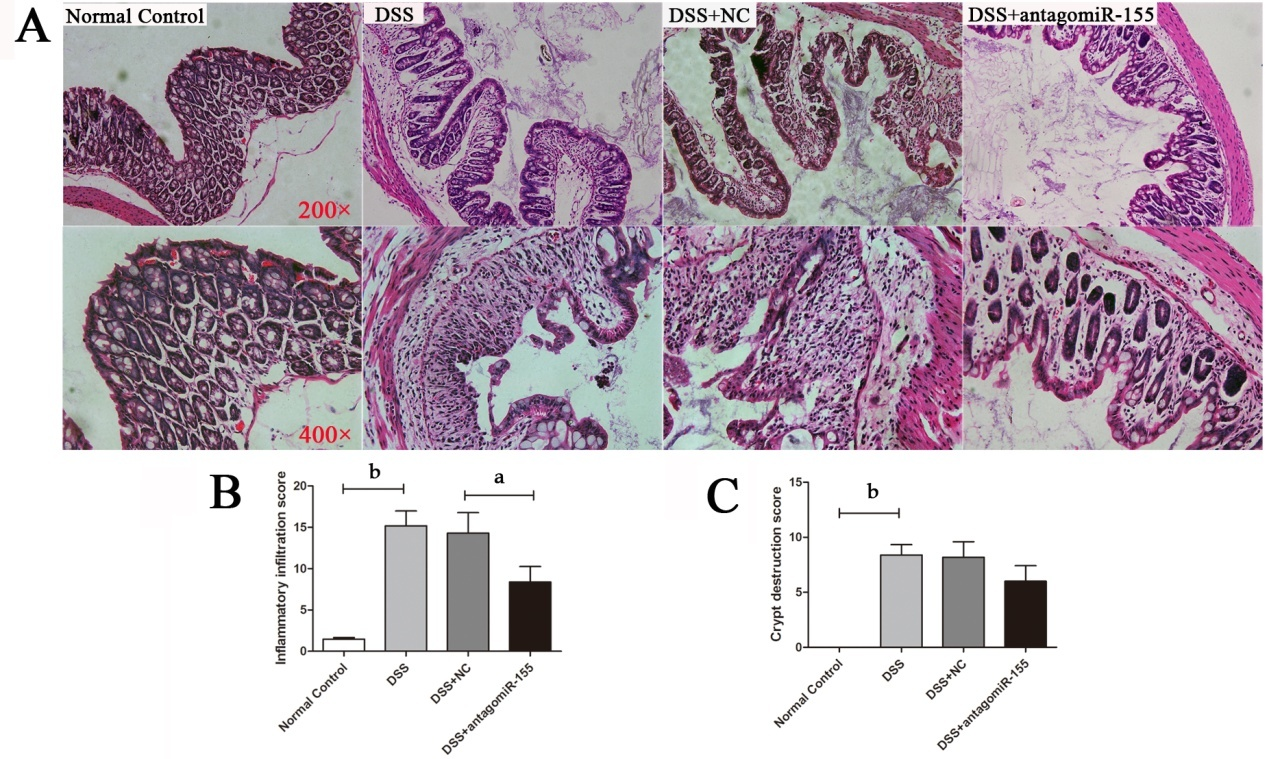 A
Normal Control
DSS
DSS+NC
DSS+antagomiR-155
200×
400×
B
Inflammatory infiltration score
20
15
10
5
0
b
a
Normal Control
DSS
DSS+NC
DSS+antagomiR-155
C
Crypt destruction score
15
10
5
0
b
Normal Control
DSS
DSS+NC
DSS+antagomiR-155